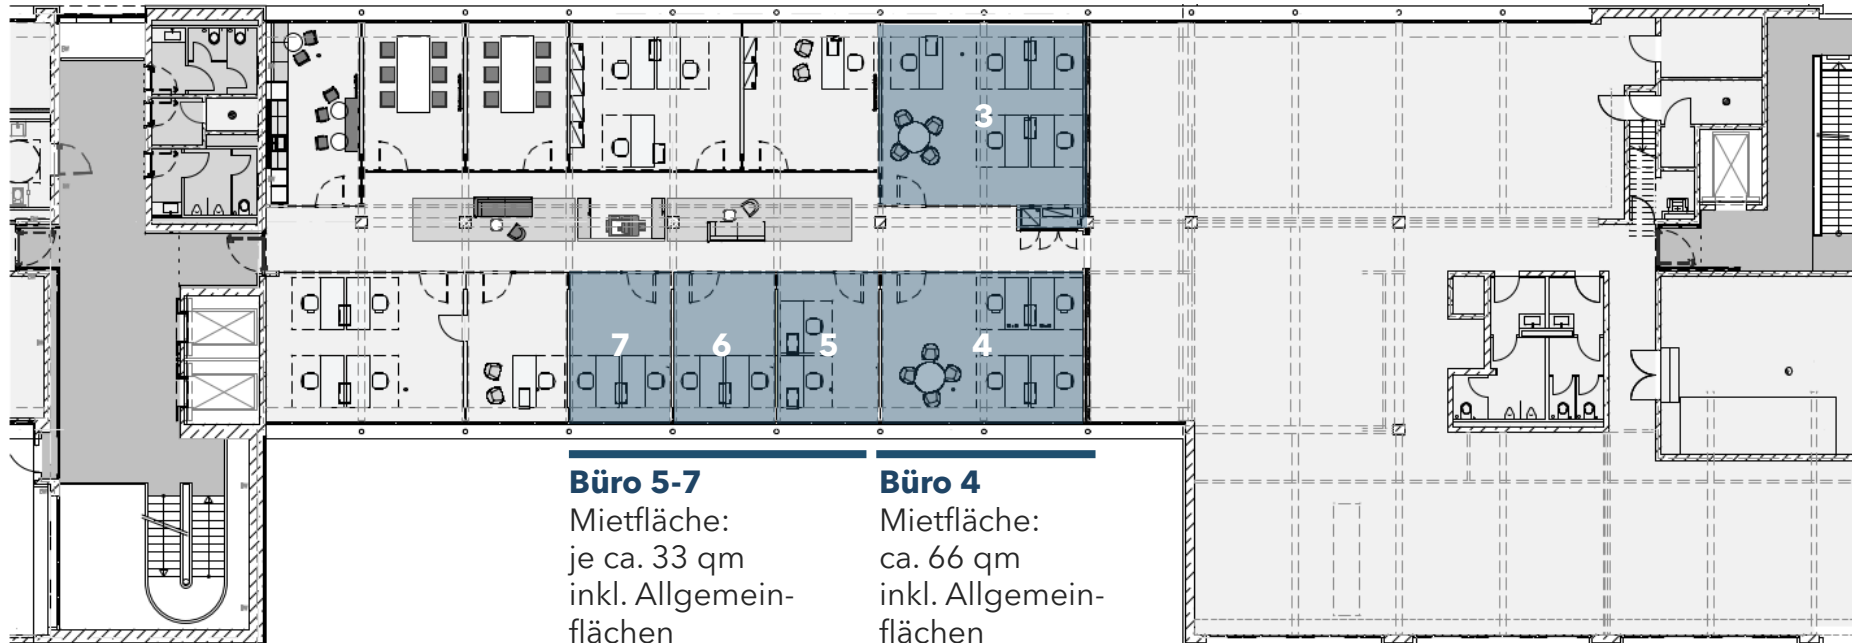 3
7
6
5
4
Büro 5-7
Mietfläche:
je ca. 33 qm
inkl. Allgemein-
flächen
Büro 4
Mietfläche:
ca. 66 qm
inkl. Allgemein-
flächen